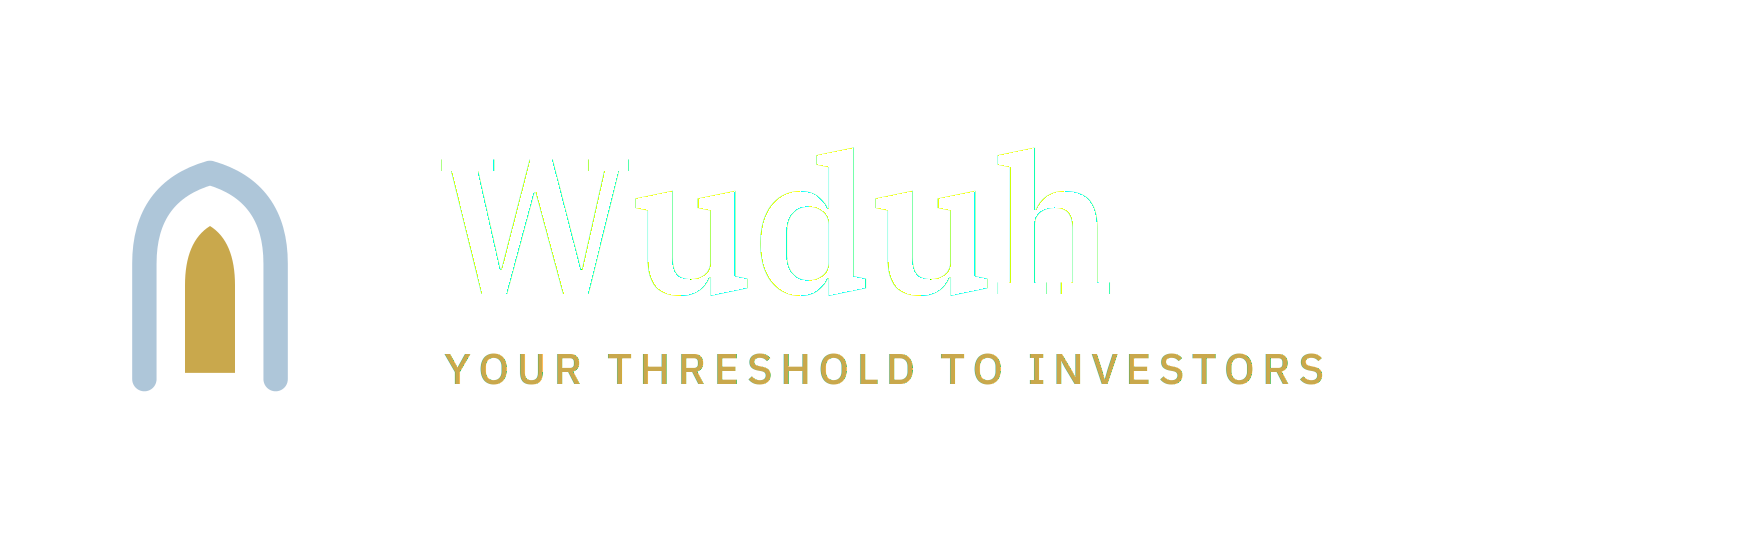 Wuduh
YOUR THRESHOLD TO INVESTORS